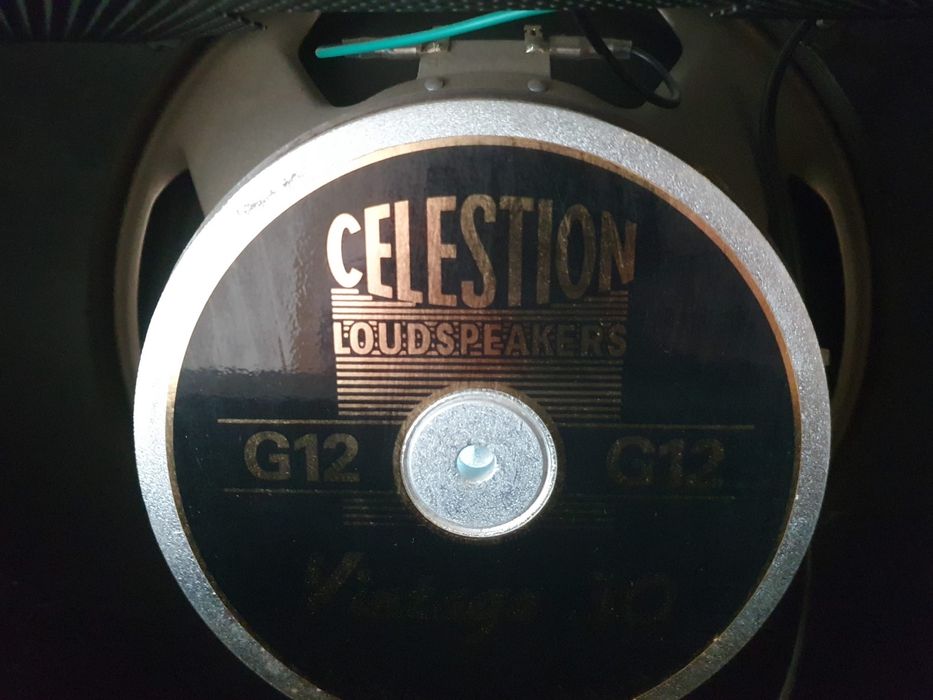 CELESTION
LOUDSPEAKERS
G12 G12
Vintage 30